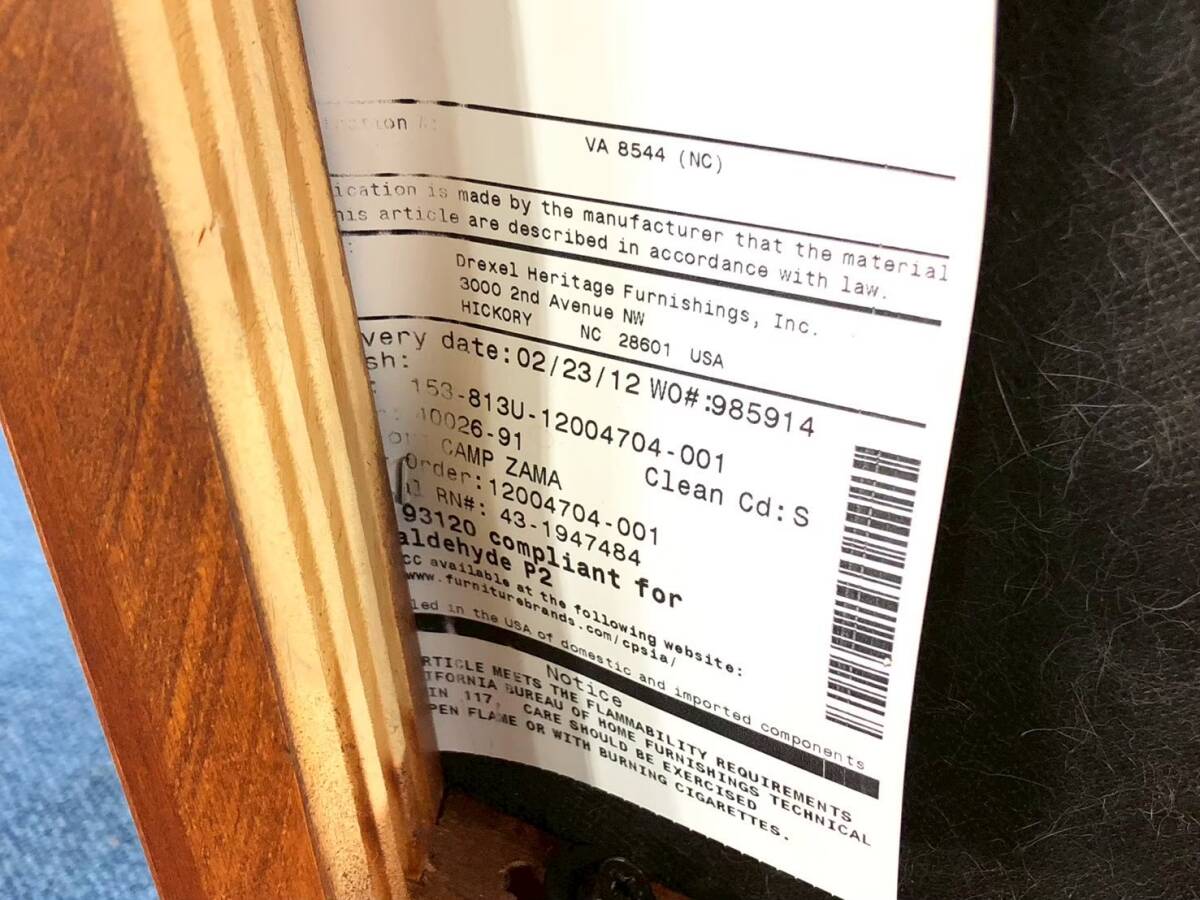 VA 8544 (NC)
ication is made by the manufacturer that the material
his article are described in accordance with law.
Drexel Heritage Furnishings, Inc.
3000 2nd Avenue NW
HICKORY NC 28601 USA
very date:02/23/12 WO#:985914
sh:
153-813U-12004704-001
40026-91
CAMP ZAMA Clean Cd:S
Order:12004704-001
RN#: 43-1947484
93120 compliant for
aldehyde P2
CC available at the following website:
www.furniturebrands.com/cpsia/
led in the USA of domestic and imported components
Notice
RTICLE MEETS THE FLAMMABILITY REQUIREMENTS
IFORNIA BUREAU OF HOME FURNISHINGS TECHNICAL
IN 117. CARE SHOULD BE EXERCISED
PEN FLAME OR WITH BURNING CIGARETTES.